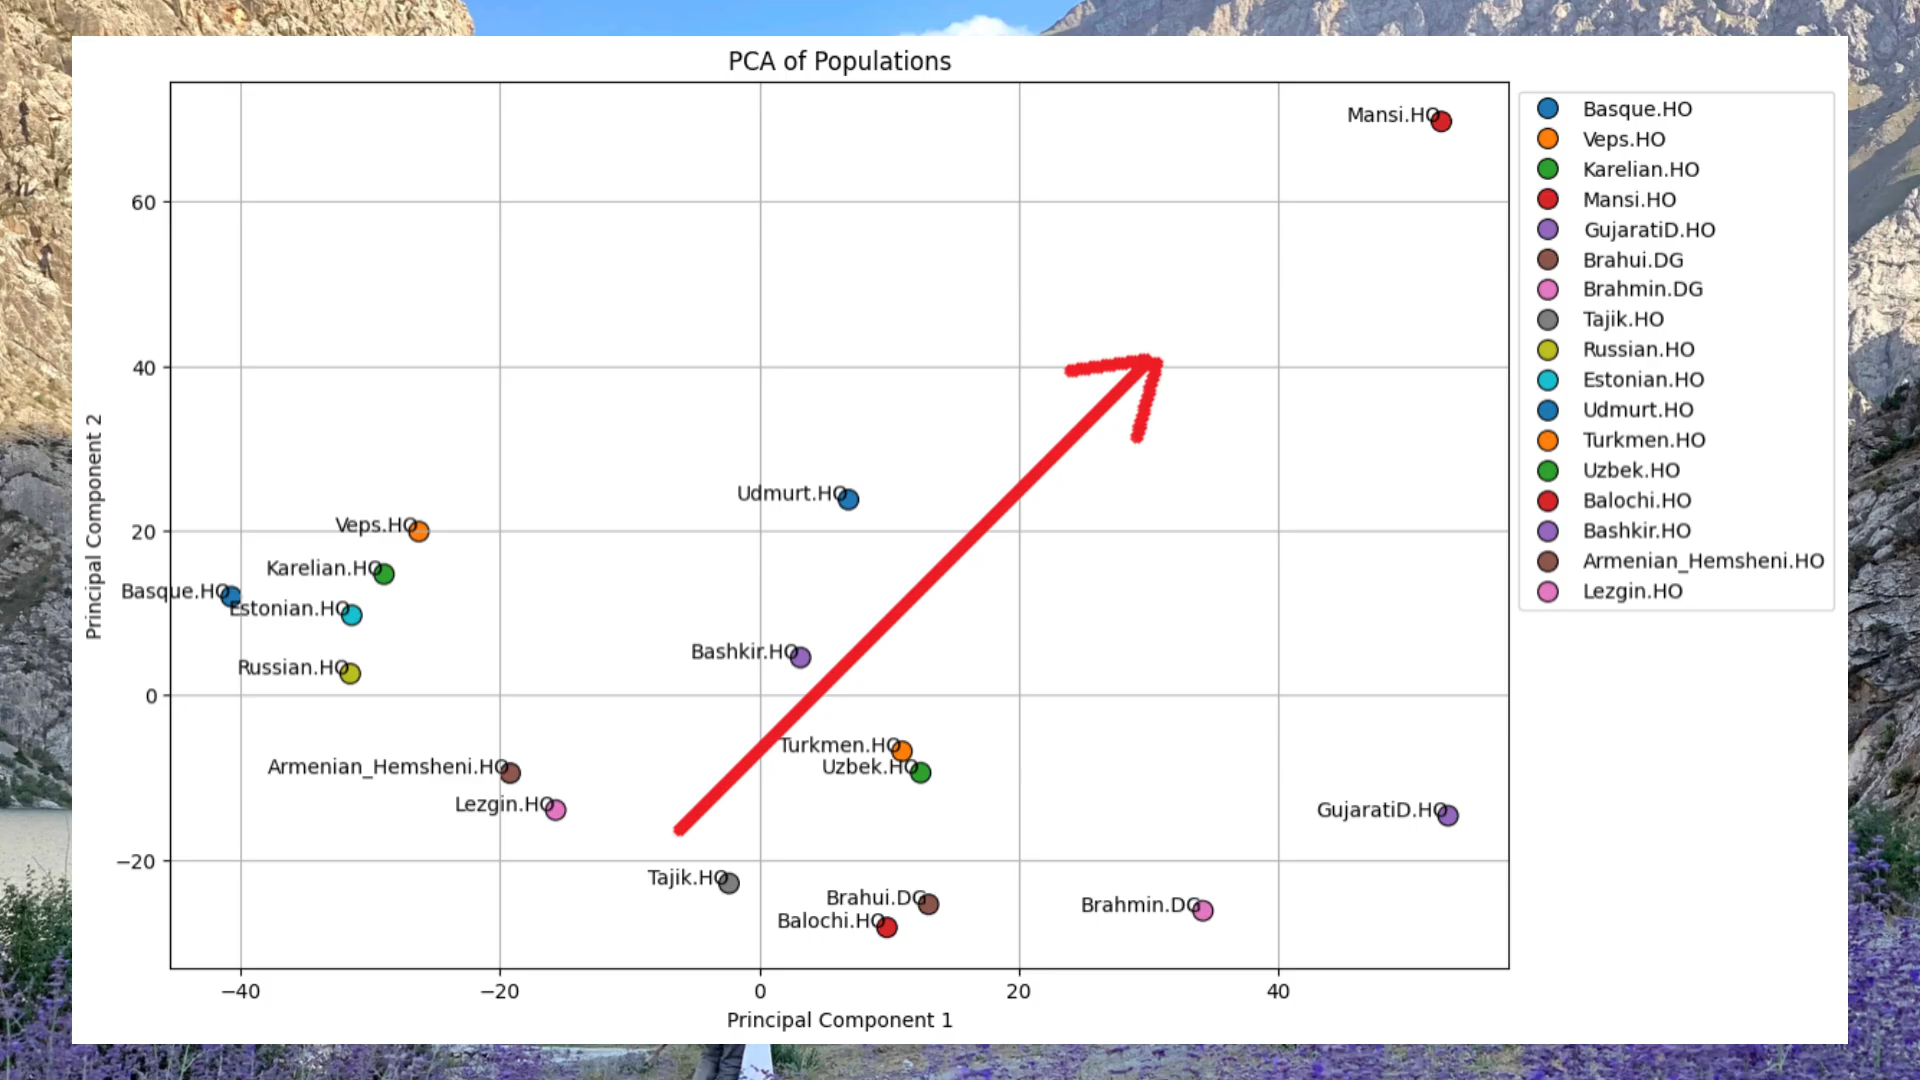 PCA of Populations
Mansi.HO
60
40
20
0
−20
Principal Component 2
Udmurt.HO
Veps.HO
Karelian.HO
Basque.HO
Estonian.HO
Bashkir.HO
Russian.HO
Turkmen.HO
Armenian_Hemsheni.HO
Uzbek.HO
Lezgin.HO
GujaratiD.HO
Tajik.HO
Brahui.DG
Brahmin.DG
Balochi.HO
−40
−20
0
20
40
Principal Component 1
Basque.HO
Veps.HO
Karelian.HO
Mansi.HO
GujaratiD.HO
Brahui.DG
Brahmin.DG
Tajik.HO
Russian.HO
Estonian.HO
Udmurt.HO
Turkmen.HO
Uzbek.HO
Balochi.HO
Bashkir.HO
Armenian_Hemsheni.HO
Lezgin.HO